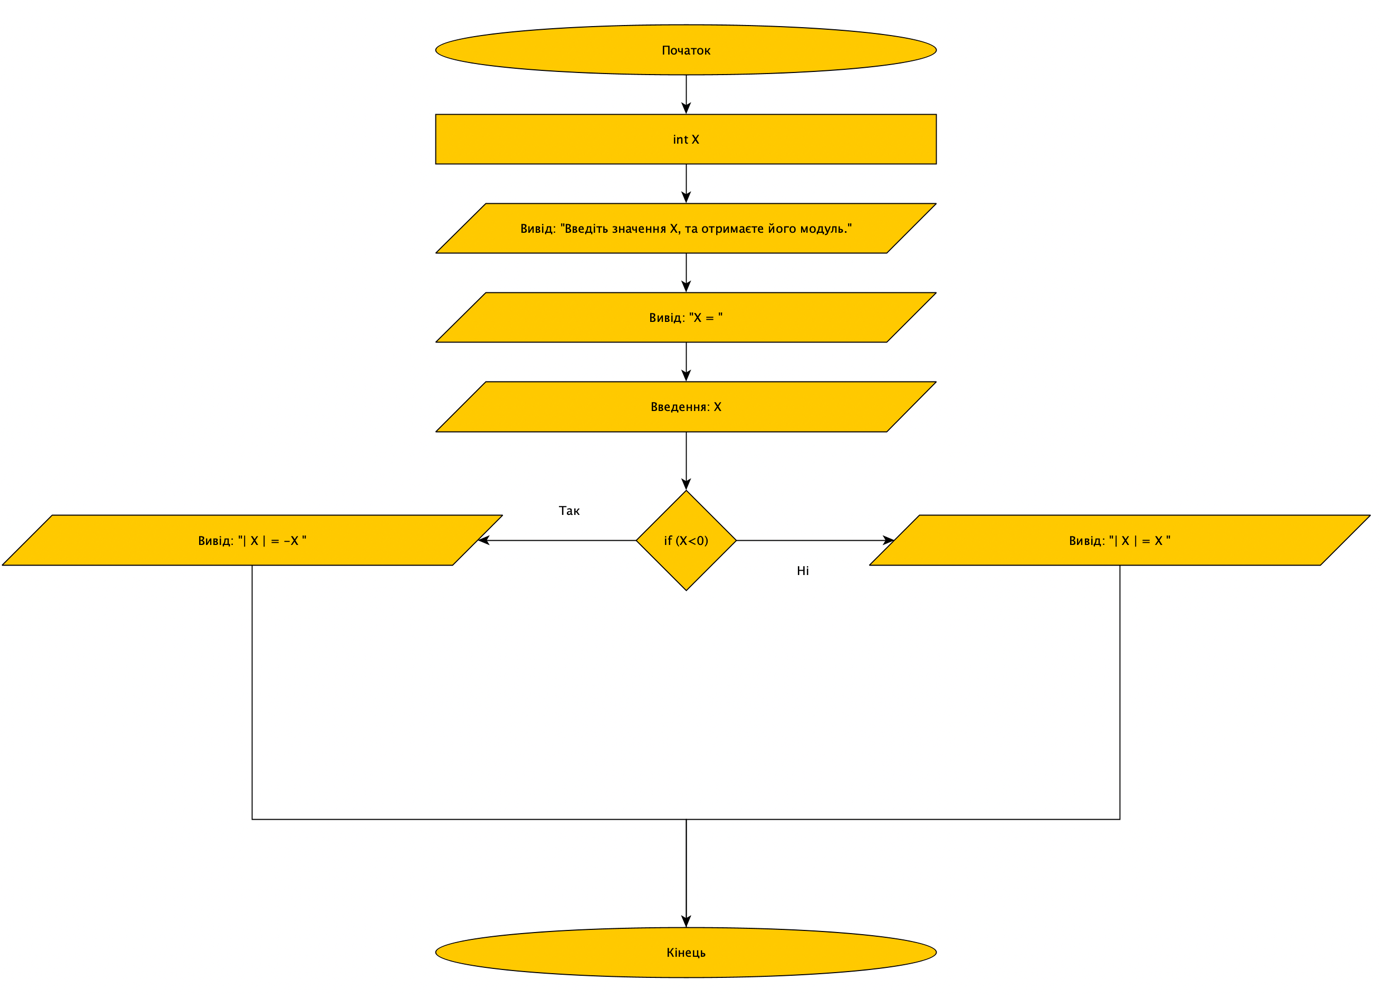 Початок
int X
Вивід: "Введіть значення X, та отримаєте його модуль."
Вивід: "X = "
Введення: X
Так
Вивід: "| X | = -X "
if (X<0)
Вивід: "| X | = X "
Ні
Кінець